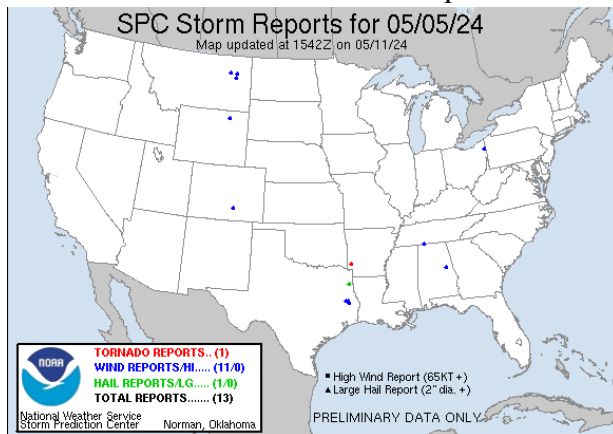 SPC Storm Reports for 05/05/24
Map updated at 1542Z on 05/11/24
NOAA
TORNADO REPORTS.. (1)
WIND REPORTS/HI..... (11/0)
HAIL REPORTS/LG..... (1/0)
TOTAL REPORTS....... (13)
National Weather Service
Storm Prediction Center Norman, Oklahoma
High Wind Report (65KT +)
Large Hail Report (2" dia. +)
PRELIMINARY DATA ONLY